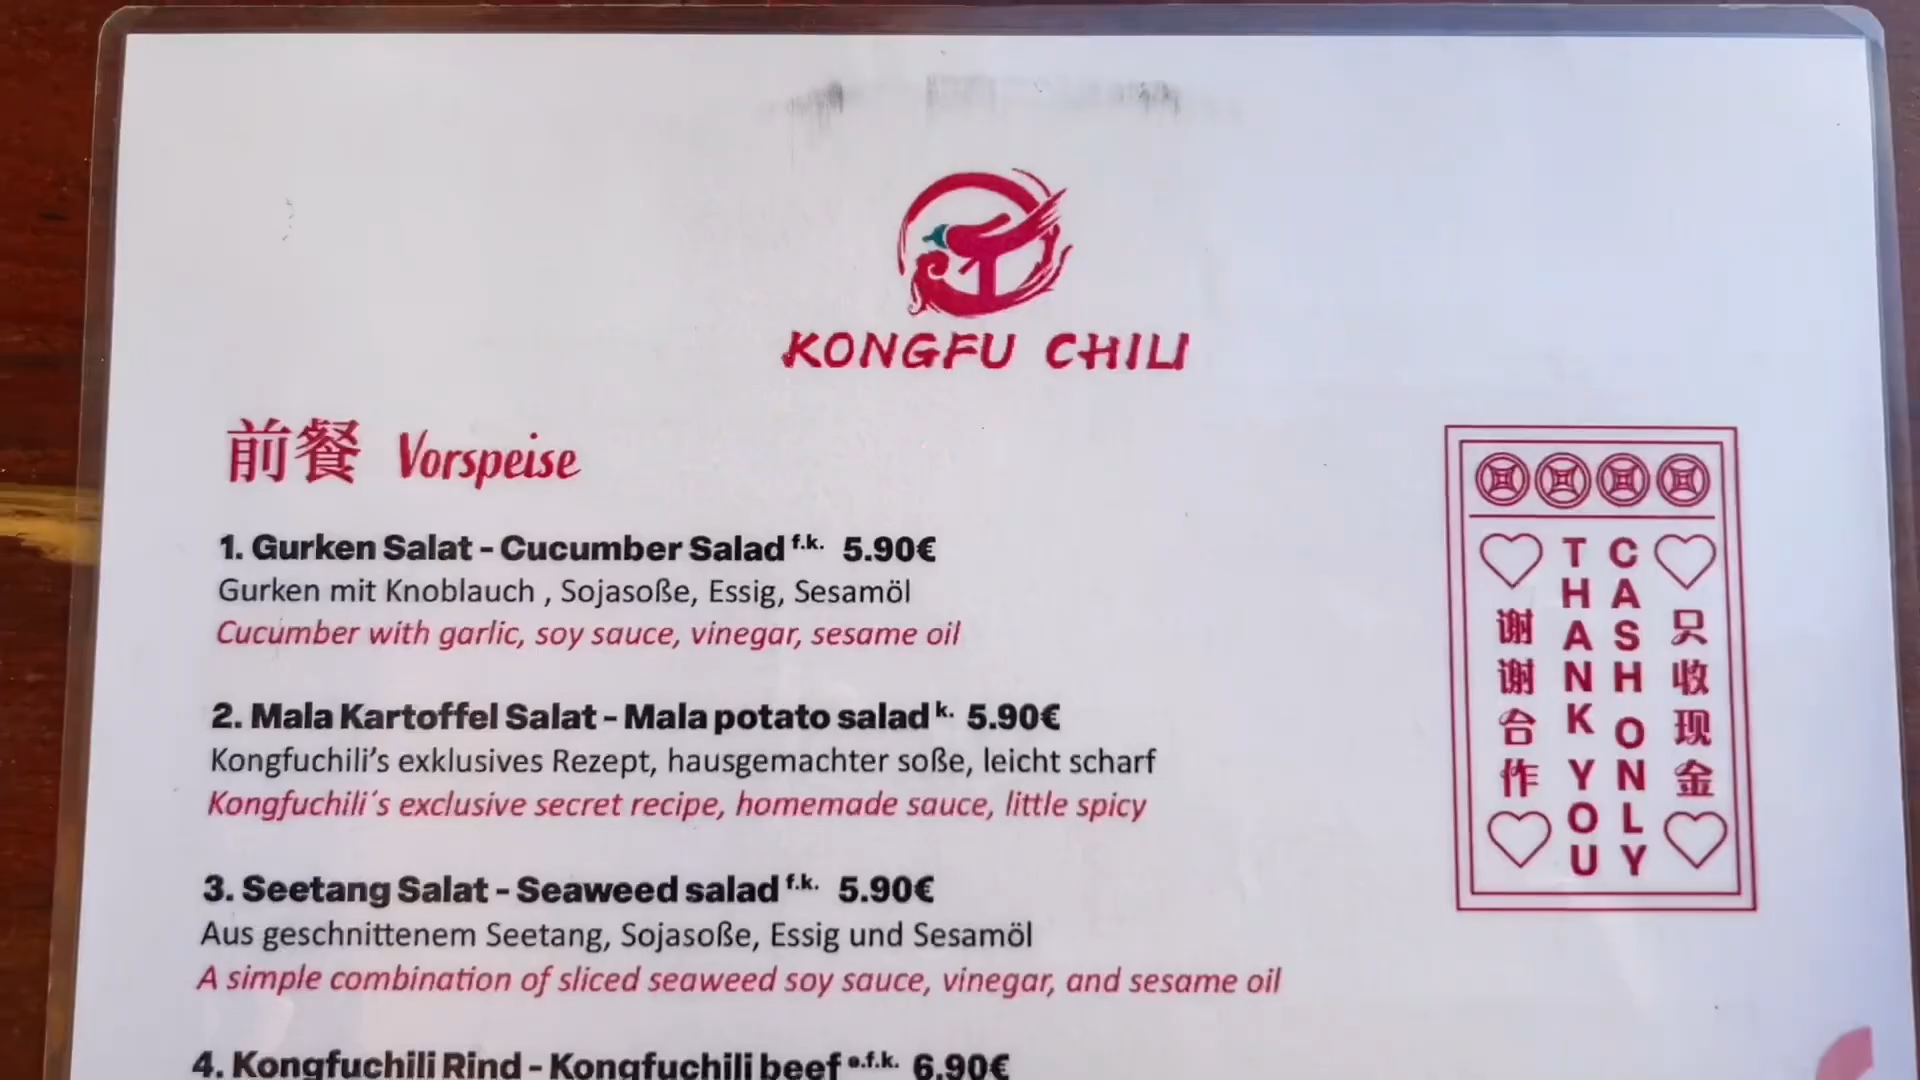 KONGFU CHILI
前餐 Vorspeise
1. Gurken Salat - Cucumber Salad f.k. 5.90€
Gurken mit Knoblauch , Sojasoße, Essig, Sesamöl
Cucumber with garlic, soy sauce, vinegar, sesame oil
2. Mala Kartoffel Salat - Mala potato salad k. 5.90€
Kongfuchili's exklusives Rezept, hausgemachter soße, leicht scharf
Kongfuchili´s exclusive secret recipe, homemade sauce, little spicy
3. Seetang Salat - Seaweed salad f.k. 5.90€
Aus geschnittenem Seetang, Sojasoße, Essig und Sesamöl
A simple combination of sliced seaweed soy sauce, vinegar, and sesame oil
4. Kongfuchili Rind - Kongfuchili beef e.f.k. 6.90€
只收现金
CASH ONLY
THANK YOU
谢谢合作